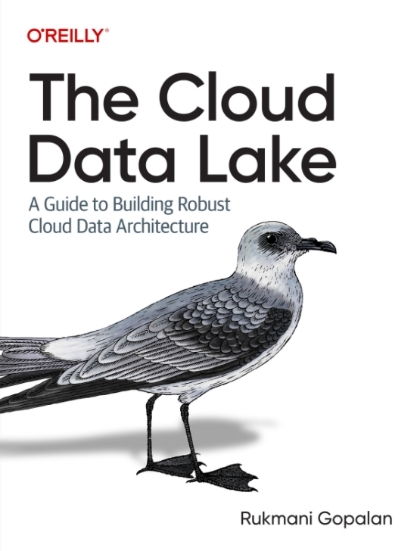 O'REILLY®
The Cloud
Data Lake
A Guide to Building Robust
Cloud Data Architecture
Rukmani Gopalan